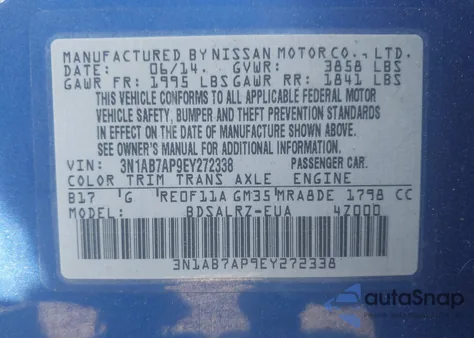 MANUFACTURED BY NISSAN MOTOR CO., LTD.
DATE: 06/14. GVWR: 3858 LBS
GAWR FR: 1995 LBS GAWR RR: 1841 LBS
THIS VEHICLE CONFORMS TO ALL APPLICABLE FEDERAL MOTOR
VEHICLE SAFETY, BUMPER AND THEFT PREVENTION STANDARDS
IN EFFECT ON THE DATE OF MANUFACTURE SHOWN ABOVE. SEE
OWNER'S MANUAL FOR ADDITIONAL INFORMATION.
VIN: 3N1AB7AP9EY272338 PASSENGER CAR
COLOR TRIM TRANS AXLE ENGINE
B17 G RE0F11A GM35 MRA8DE 1798 CC
MODEL: BDSALRZ-EUA 4Z000
3N1AB7AP9EY272338
autoSnap